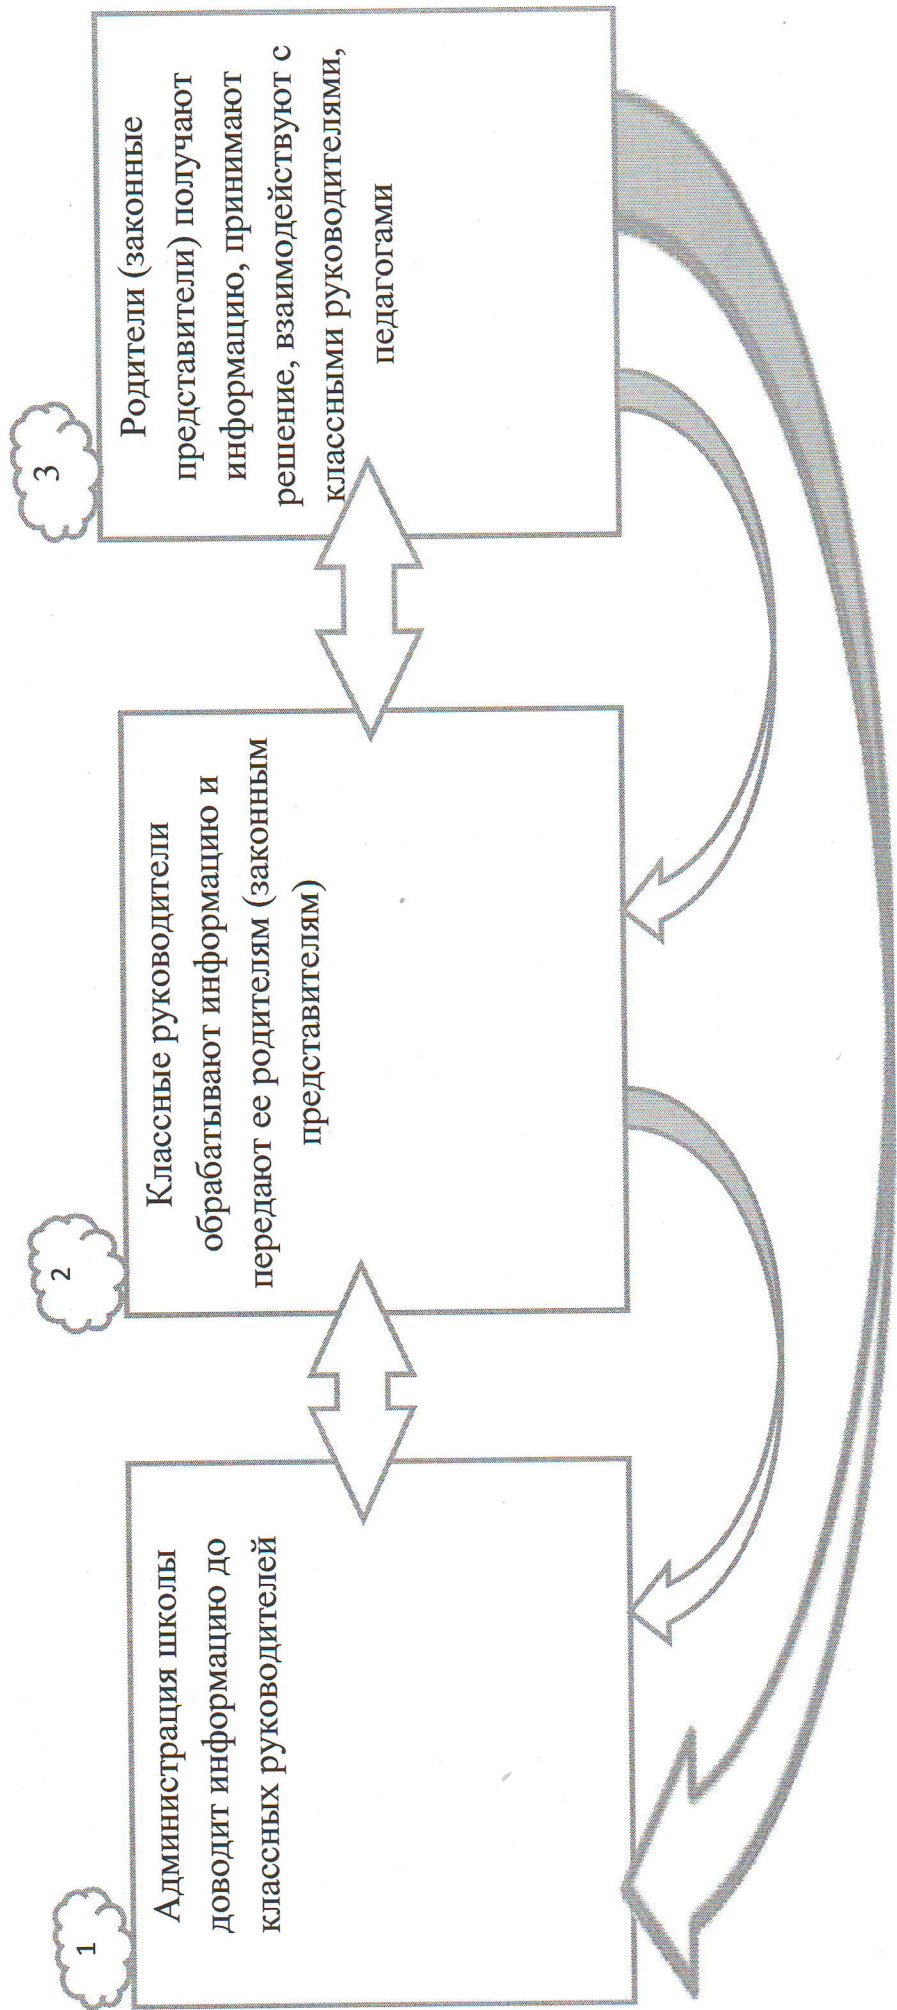 1
Администрация школы
доводит информацию до
классных руководителей
2
Классные руководители
обрабатывают информацию и
передают ее родителям (законным
представителям)
3
Родители (законные
представители) получают
информацию, принимают
решение, взаимодействуют с
классными руководителями,
педагогами